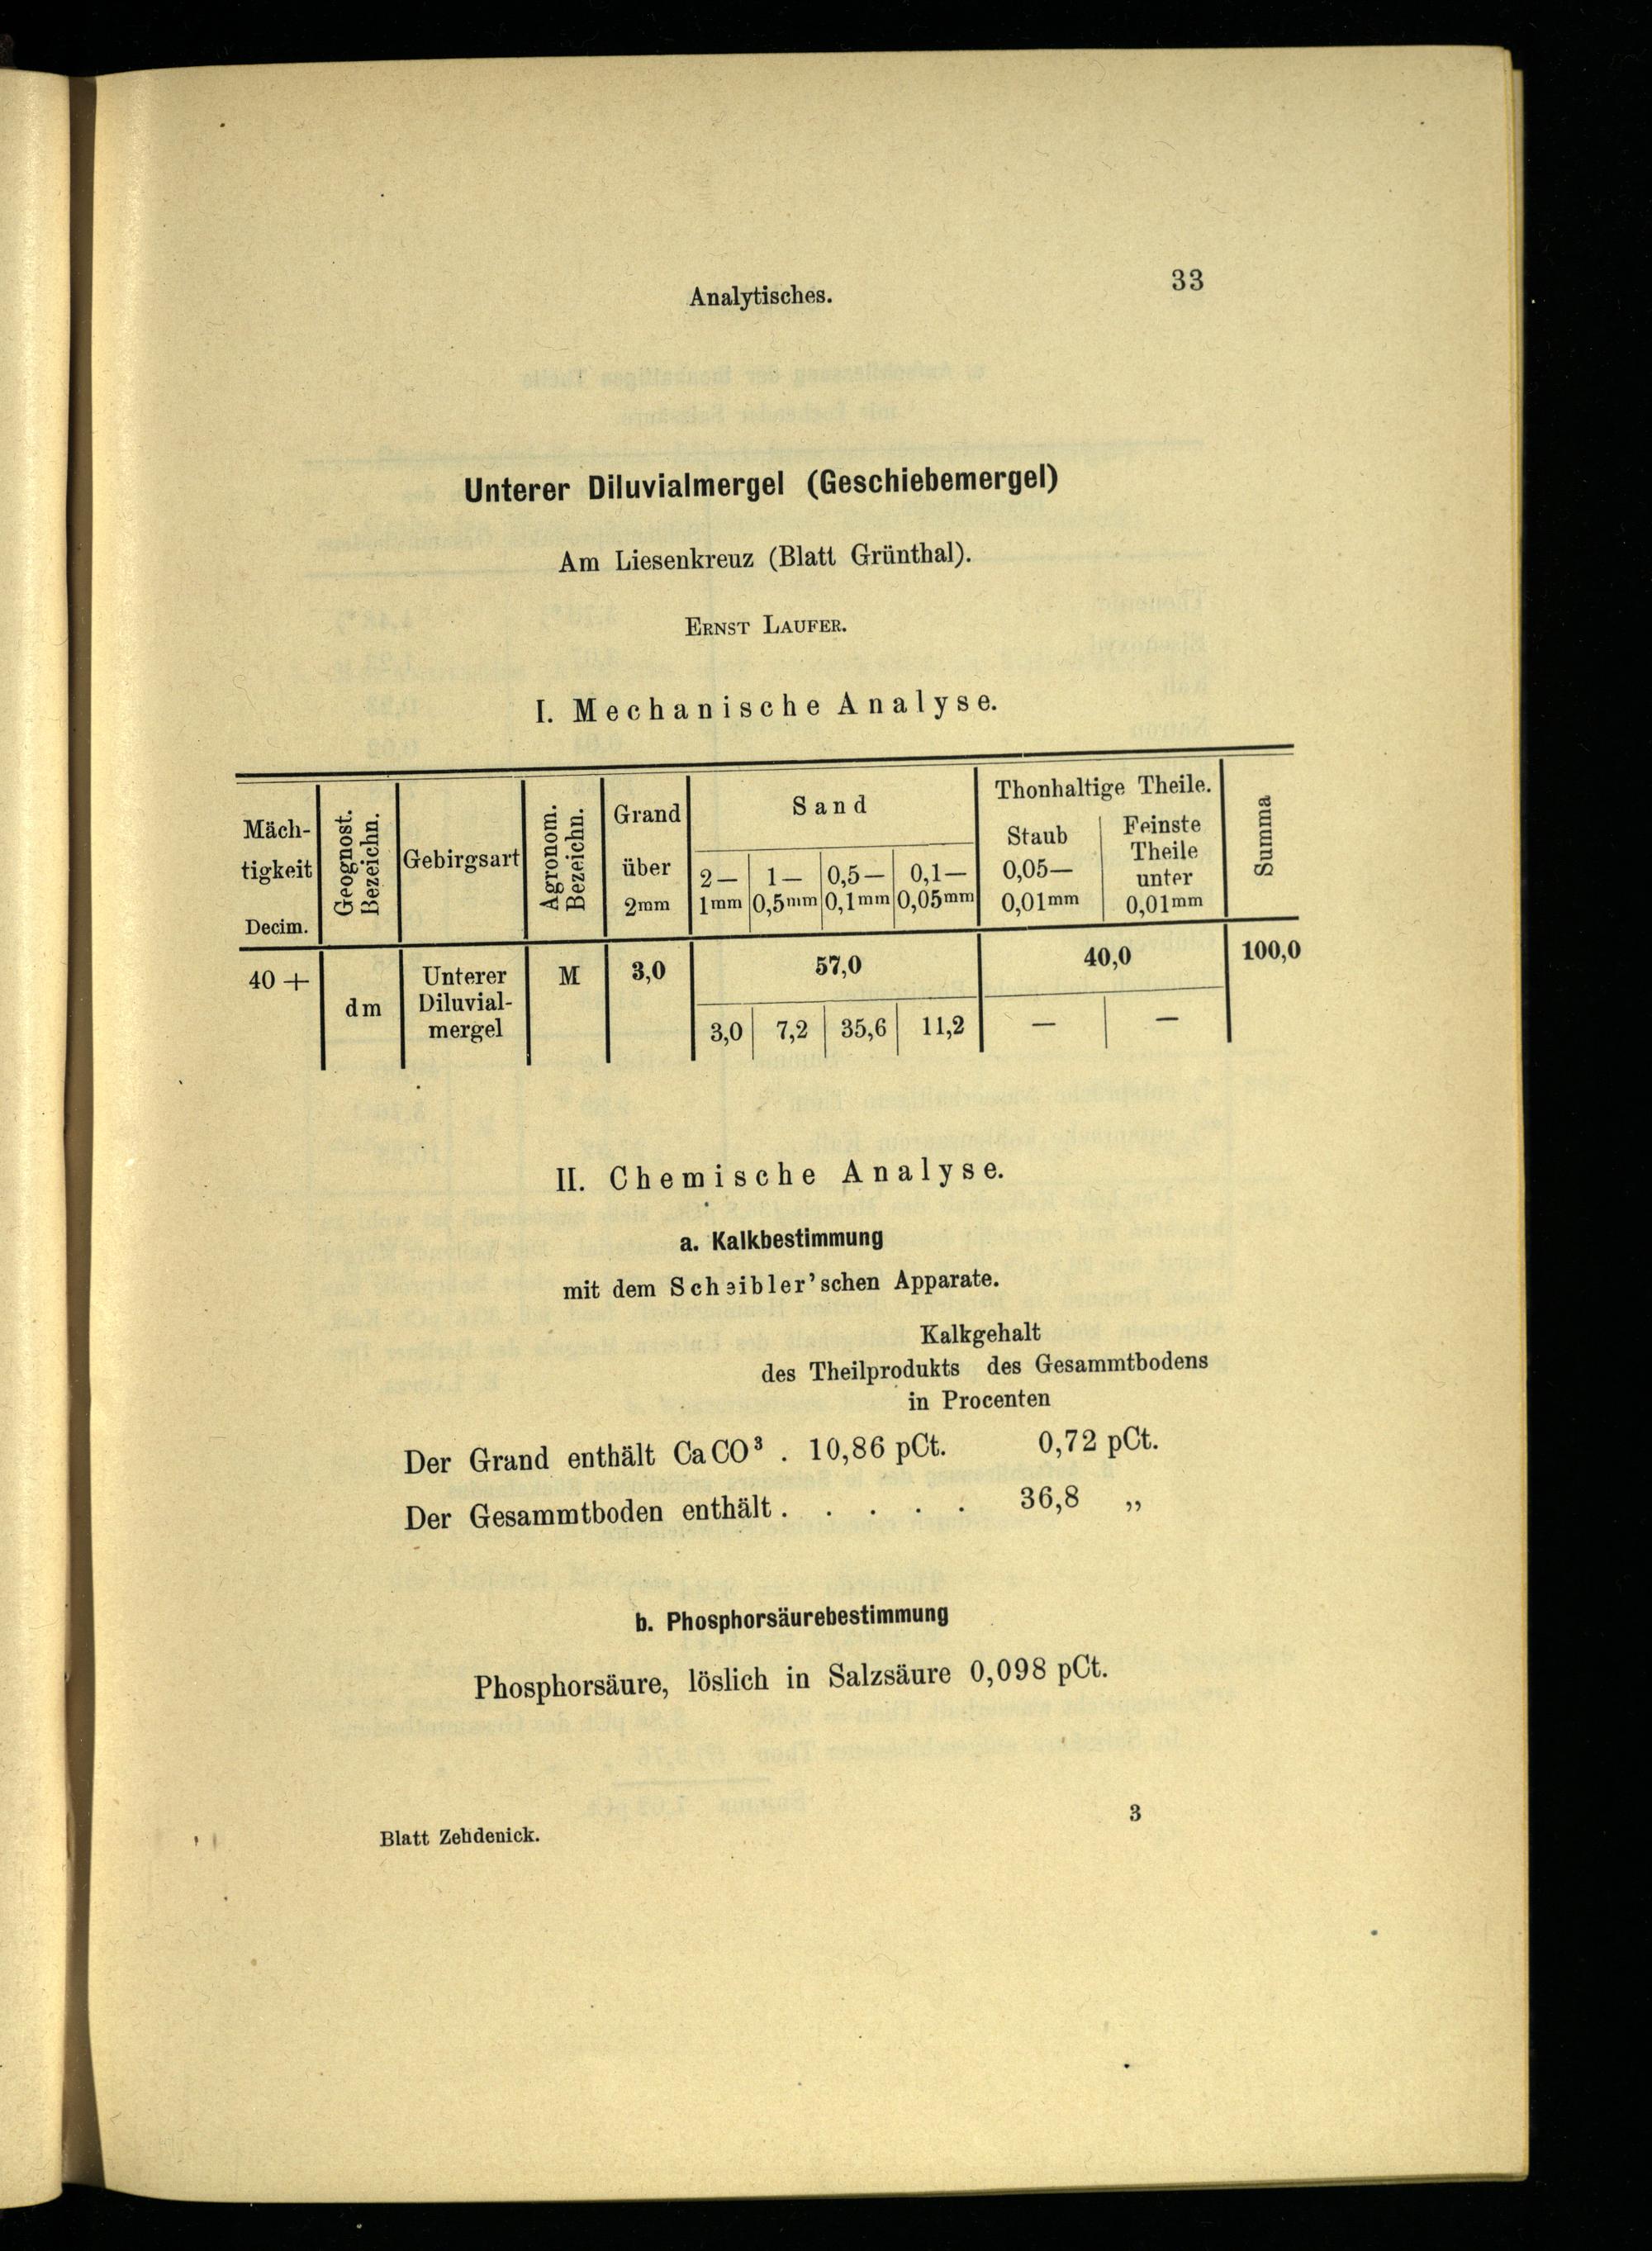 Analytisches. 33
Unterer Diluvialmergel (Geschiebemergel)
Am Liesenkreuz (Blatt Grünthal).
ERNST LAUFER.
I. Mechanische Analyse.
Mäch-
tigkeit
Decim.
Geognost.
Bezeichn.
Gebirgsart
Agronom.
Bezeichn.
Grand
über
2mm
Sand
2— 1— 0,5— 0,1—
1mm 0,5mm 0,1mm 0,05mm
Thonhaltige Theile.
Staub
0,05—
0,01mm
Feinste
Theile
unter
0,01mm
Summa
40 +
dm
Unterer
Diluvial-
mergel
M
3,0
57,0
3,0 7,2 35,6 11,2
40,0
— —
100,0
II. Chemische Analyse.
a. Kalkbestimmung
mit dem Scheibler'schen Apparate.
Kalkgehalt
des Theilprodukts des Gesammtbodens
in Procenten
Der Grand enthält CaCO³ . 10,86 pCt. 0,72 pCt.
Der Gesammtboden enthält . . . . . 36,8 „
b. Phosphorsäurebestimmung
Phosphorsäure, löslich in Salzsäure 0,098 pCt.
Blatt Zehdenick. 3